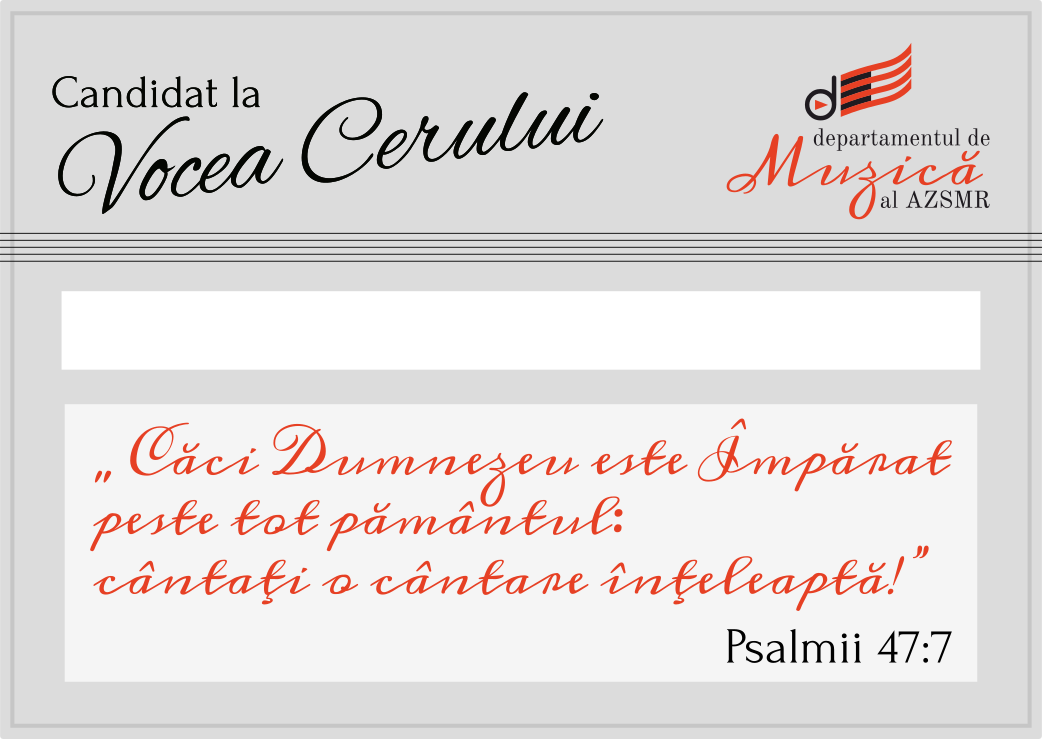 Candidat la
Vocea Cerului
departamentul de
Muzică
al AZSMR
„Căci Dumnezeu este Împărat
peste tot pământul:
cântaţi o cântare înţeleaptă!”
Psalmii 47:7